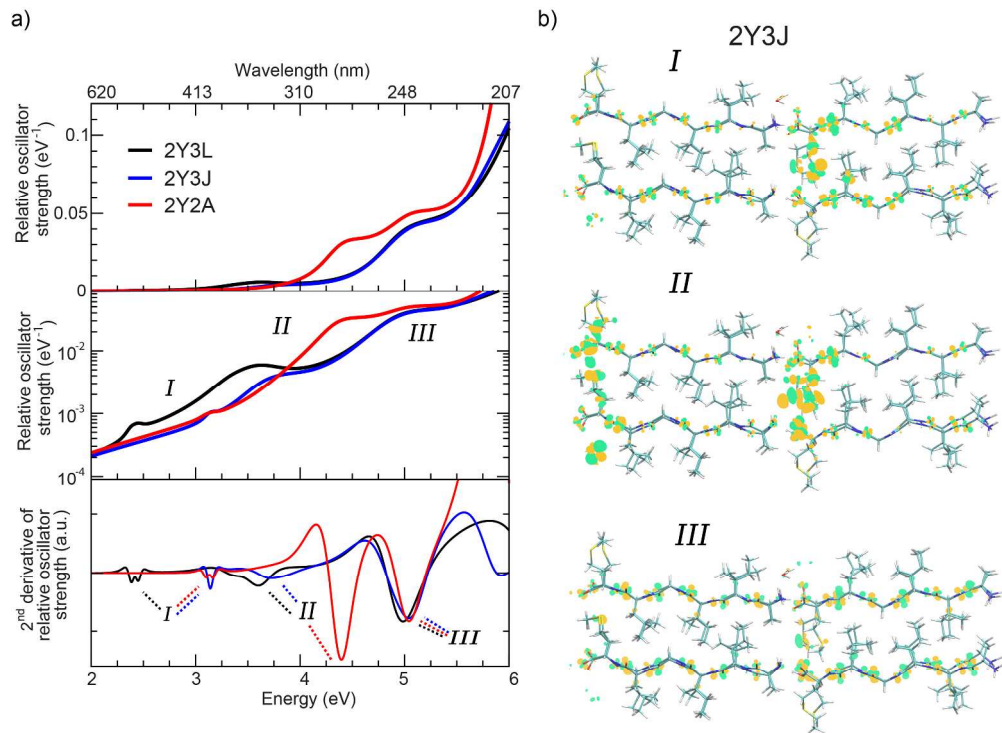 a)
Wavelength (nm)
620 413 310 248 207
Relative oscillator
strength (eV⁻¹)
0.1
0.05
0
2Y3L
2Y3J
2Y2A
Relative oscillator
strength (eV⁻¹)
10⁻²
10⁻³
10⁻⁴
I
II
III
2ⁿᵈ derivative of
relative oscillator
strength (a.u.)
10
I
II
III
2 3 4 5 6
Energy (eV)
b)
2Y3J
I
II
III